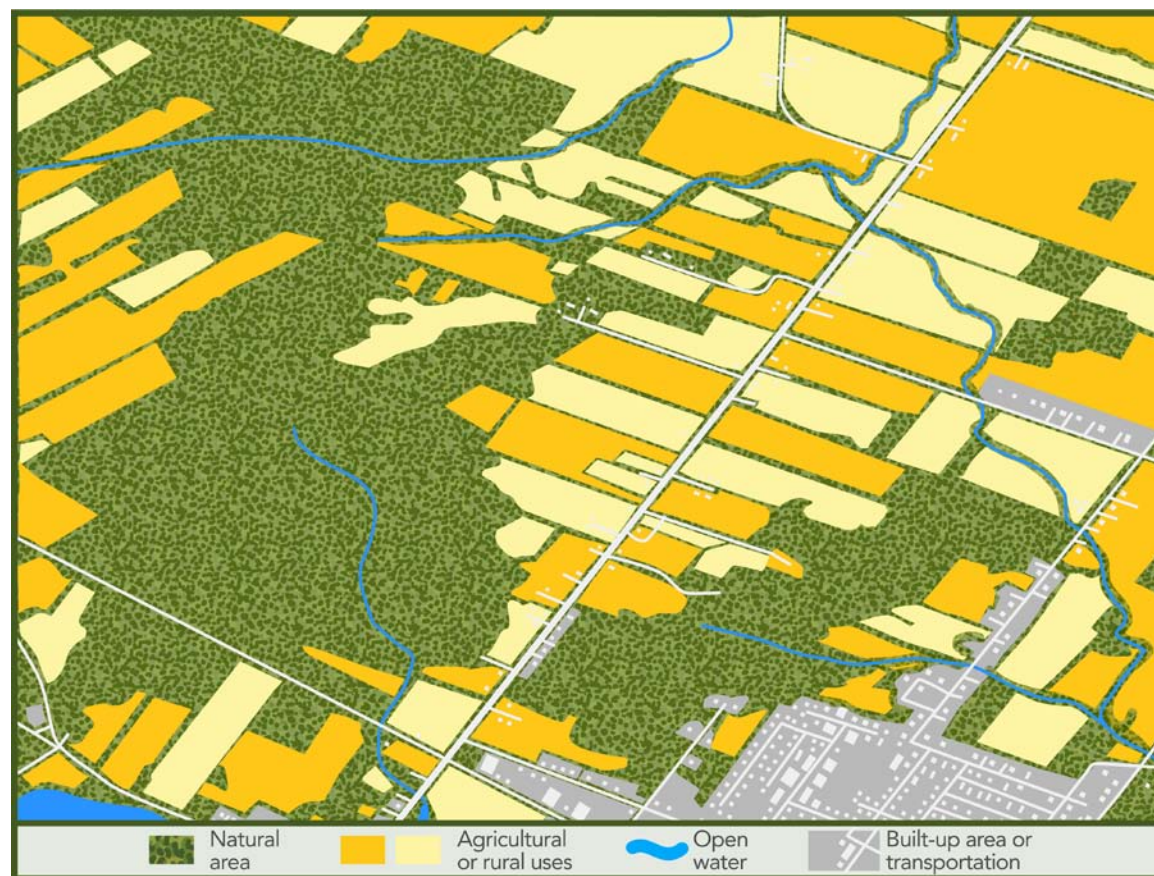 Natural
area
Agricultural
or rural uses
Open
water
Built-up area or
transportation